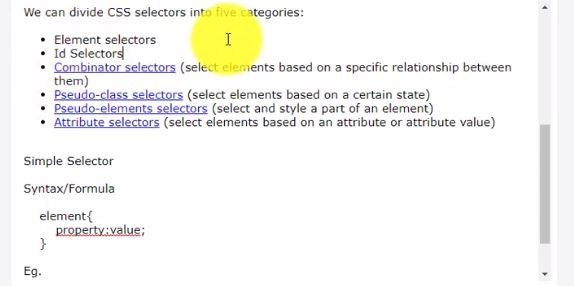 We can divide CSS selectors into five categories:
• Element selectors
• Id Selectors
• Combinator selectors (select elements based on a specific relationship between
them)
• Pseudo-class selectors (select elements based on a certain state)
• Pseudo-elements selectors (select and style a part of an element)
• Attribute selectors (select elements based on an attribute or attribute value)
Simple Selector
Syntax/Formula
element{
property:value;
}
Eg.